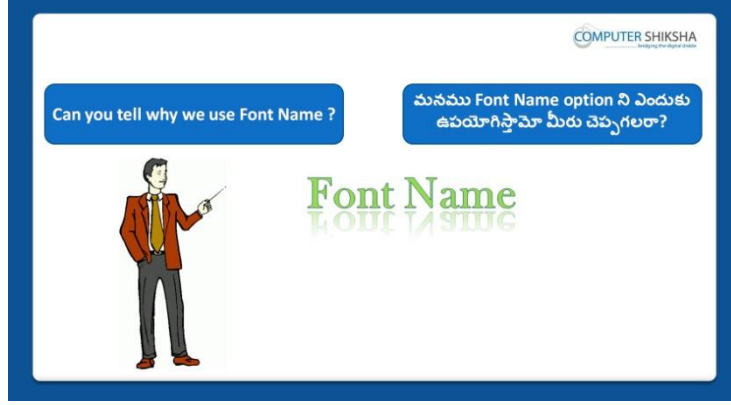 COMPUTER SHIKSHA
bridging the digital divide
Can you tell why we use Font Name ?
మనము Font Name option ని ఎందుకు
ఉపయోగిస్తామో మీరు చెప్పగలరా?
Font Name